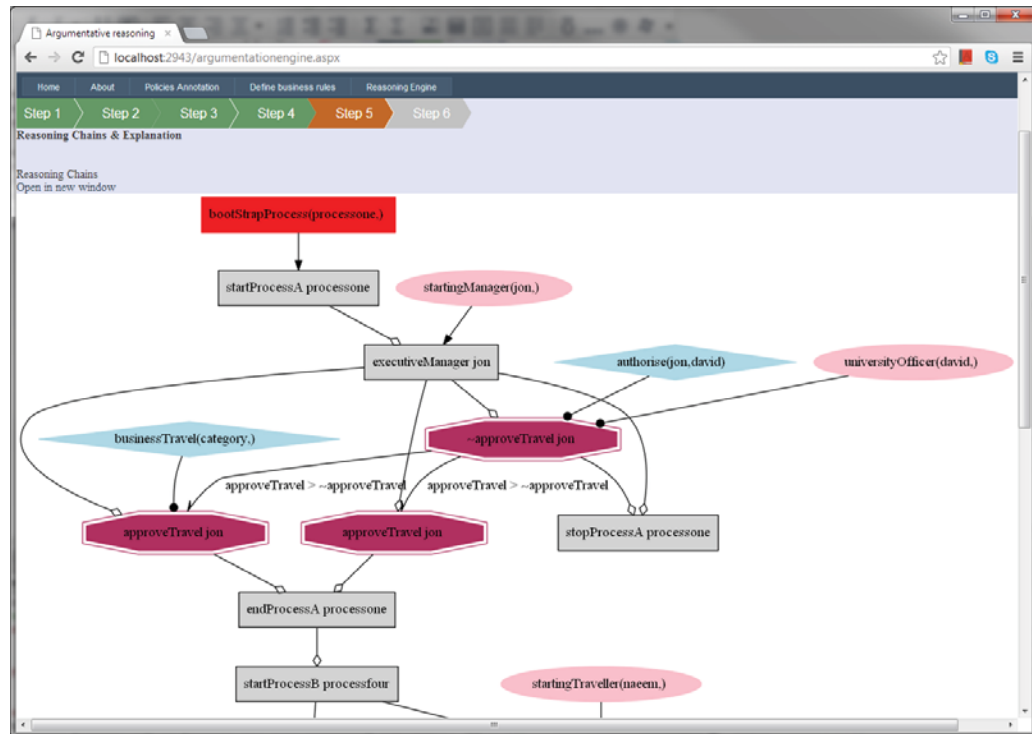 Argumentative reasoning
localhost:2943/argumentationengine.aspx
Home About Policies Annotation Define business rules Reasoning Engine
Step 1 Step 2 Step 3 Step 4 Step 5 Step 6
Reasoning Chains & Explanation
Reasoning Chains
Open in new window
bootStrapProcess(processone,)
startProcessA processone
startingManager(jon,)
executiveManager jon
authorise(jon,david)
universityOfficer(david,)
businessTravel(category,)
~approveTravel jon
approveTravel > ~approveTravel
approveTravel > ~approveTravel
approveTravel jon
approveTravel jon
stopProcessA processone
endProcessA processone
startProcessB processfour
startingTraveller(naeem,)